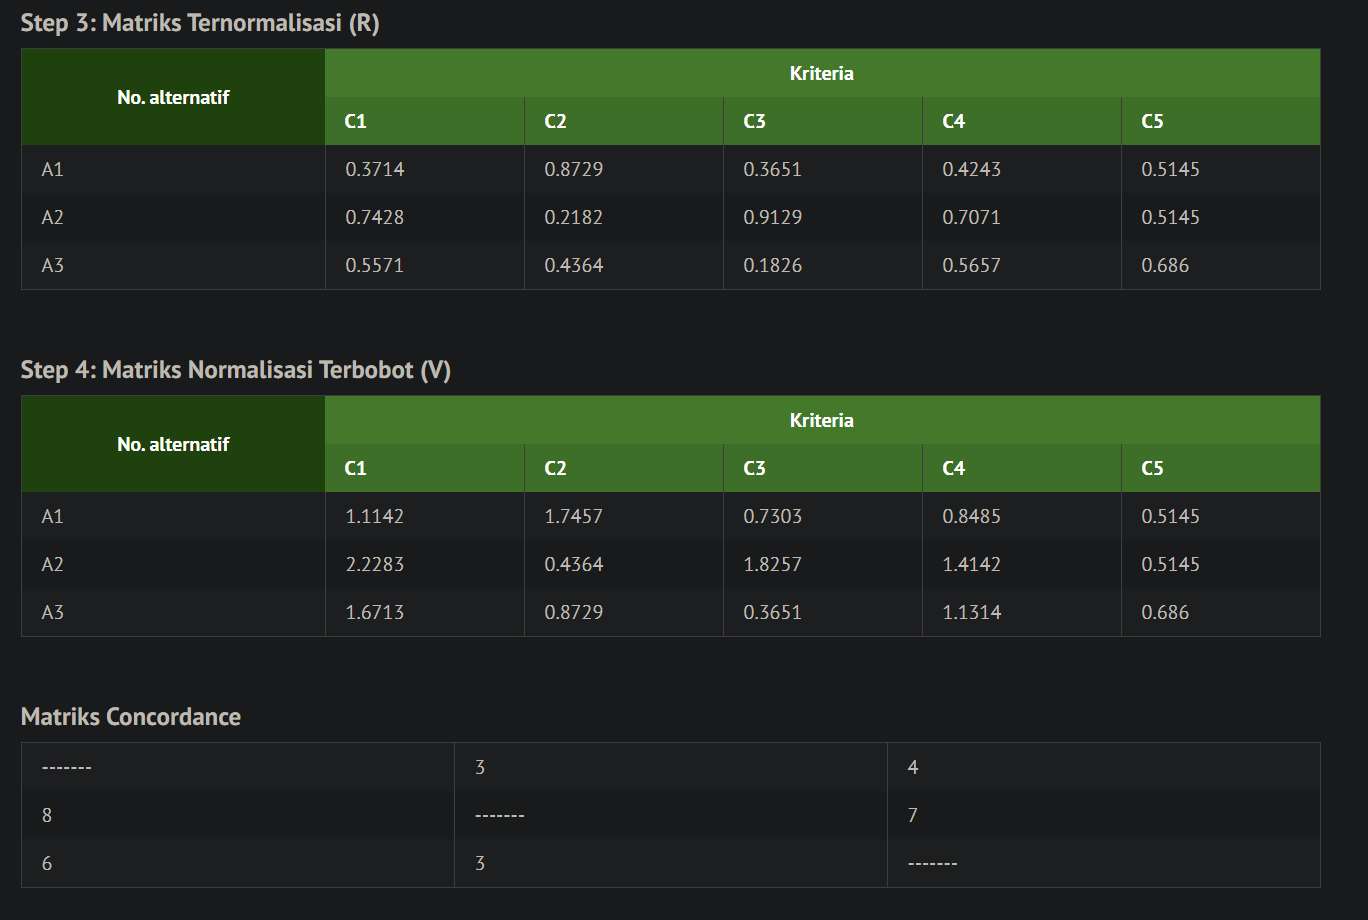 Step 3: Matriks Ternormalisasi (R)
No. alternatif Kriteria
C1 C2 C3 C4 C5
A1 0.3714 0.8729 0.3651 0.4243 0.5145
A2 0.7428 0.2182 0.9129 0.7071 0.5145
A3 0.5571 0.4364 0.1826 0.5657 0.686
Step 4: Matriks Normalisasi Terbobot (V)
No. alternatif Kriteria
C1 C2 C3 C4 C5
A1 1.1142 1.7457 0.7303 0.8485 0.5145
A2 2.2283 0.4364 1.8257 1.4142 0.5145
A3 1.6713 0.8729 0.3651 1.1314 0.686
Matriks Concordance
------- 3 4
8 ------- 7
6 3 -------